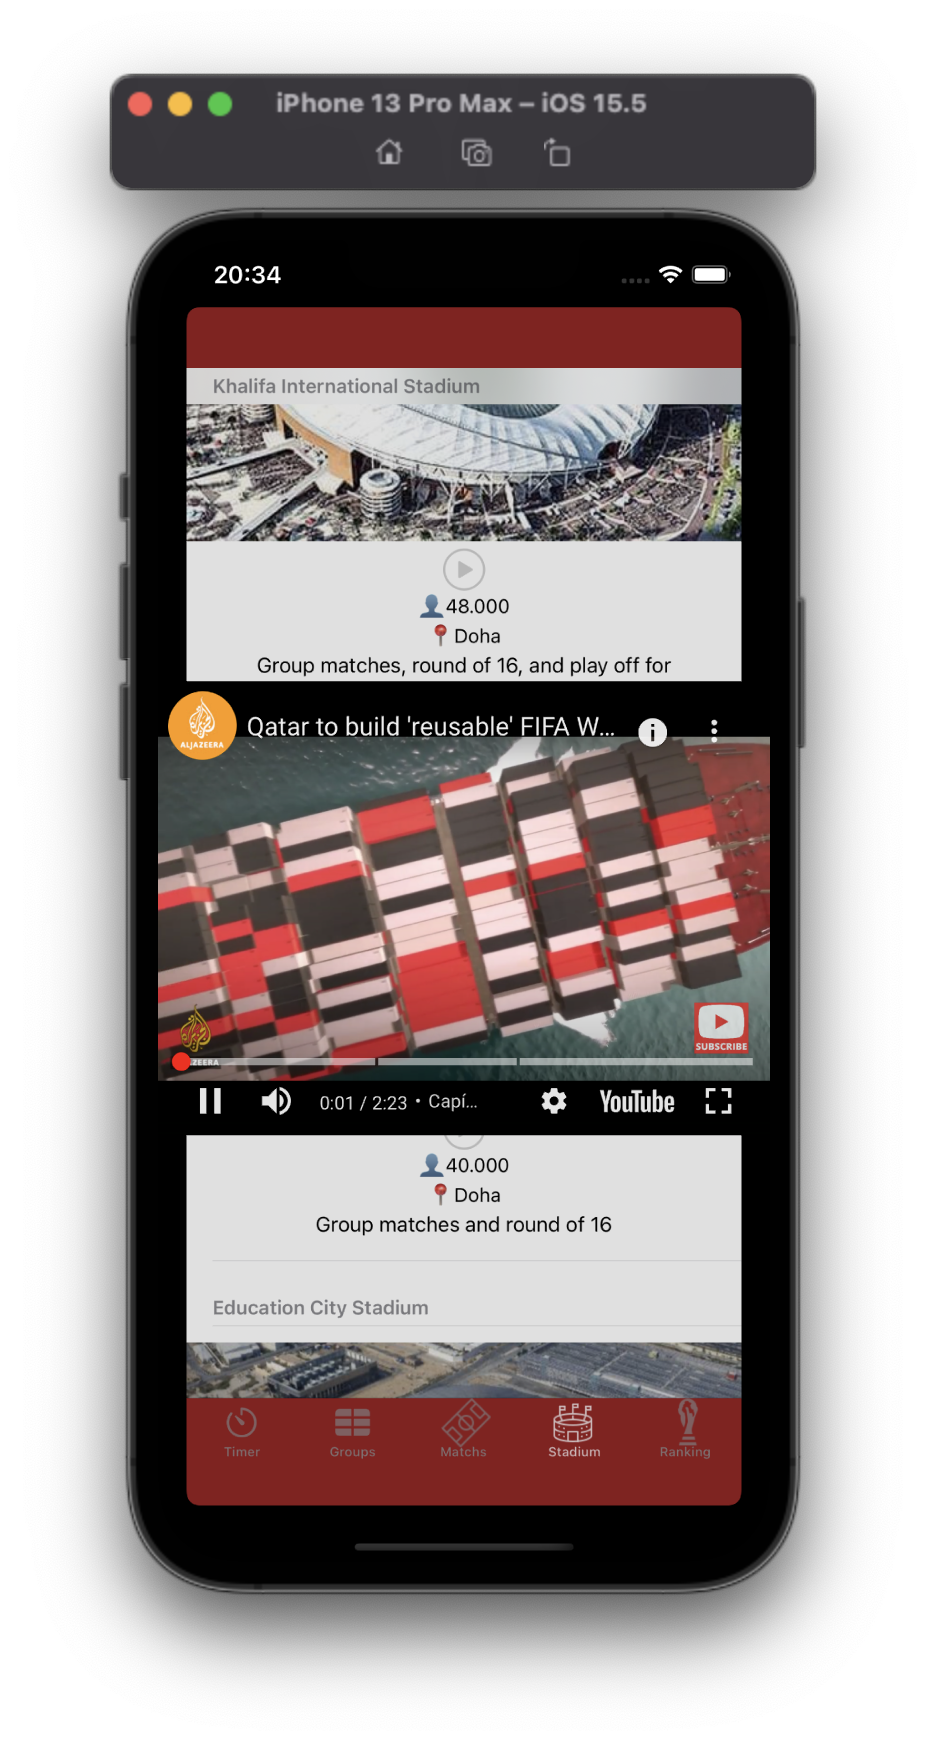 iPhone 13 Pro Max – iOS 15.5
20:34
Khalifa International Stadium
48.000
Doha
Group matches, round of 16, and play off for
ALJAZEERA
Qatar to build 'reusable' FIFA W...
SUBSCRIBE
ZEERA
0:01 / 2:23 • Capí...
YouTube
40.000
Doha
Group matches and round of 16
Education City Stadium
Timer
Groups
Matchs
Stadium
Ranking